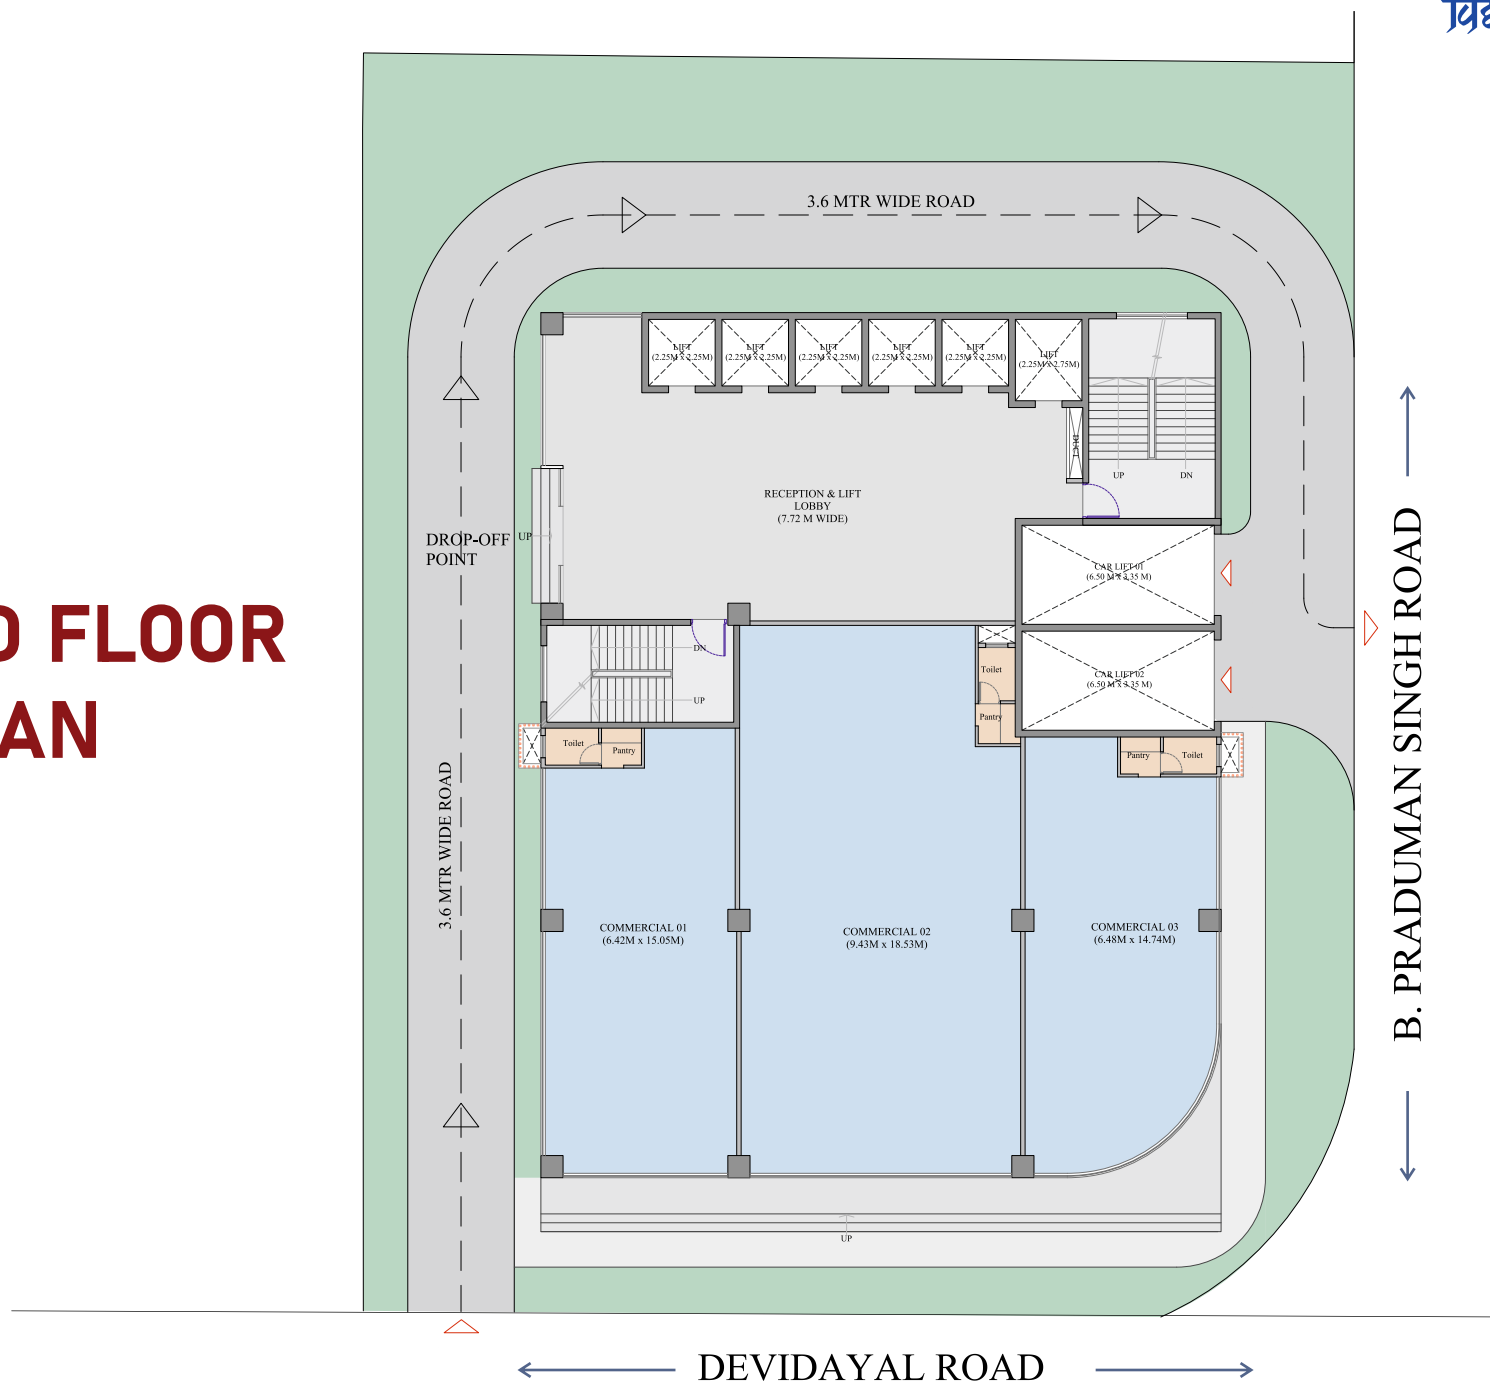 3.6 MTR WIDE ROAD
LIFT
(2.25M x 2.25M)
LIFT
(2.25M x 2.25M)
LIFT
(2.25M x 2.25M)
LIFT
(2.25M x 2.25M)
LIFT
(2.25M x 2.25M)
LIFT
(2.25M x 2.75M)
DUCT
UP
DN
RECEPTION & LIFT
LOBBY
(7.72 M WIDE)
DROP-OFF
POINT
UP
CAR LIFT 01
(6.50 M X 3.35 M)
FLOOR
DN
UP
Toilet
Pantry
CAR LIFT 02
(6.50 M X 3.35 M)
Toilet
Pantry
Pantry
Toilet
3.6 MTR WIDE ROAD
COMMERCIAL 01
(6.42M x 15.05M)
COMMERCIAL 02
(9.43M x 18.53M)
COMMERCIAL 03
(6.48M x 14.74M)
B. PRADUMAN SINGH ROAD
UP
DEVIDAYAL ROAD